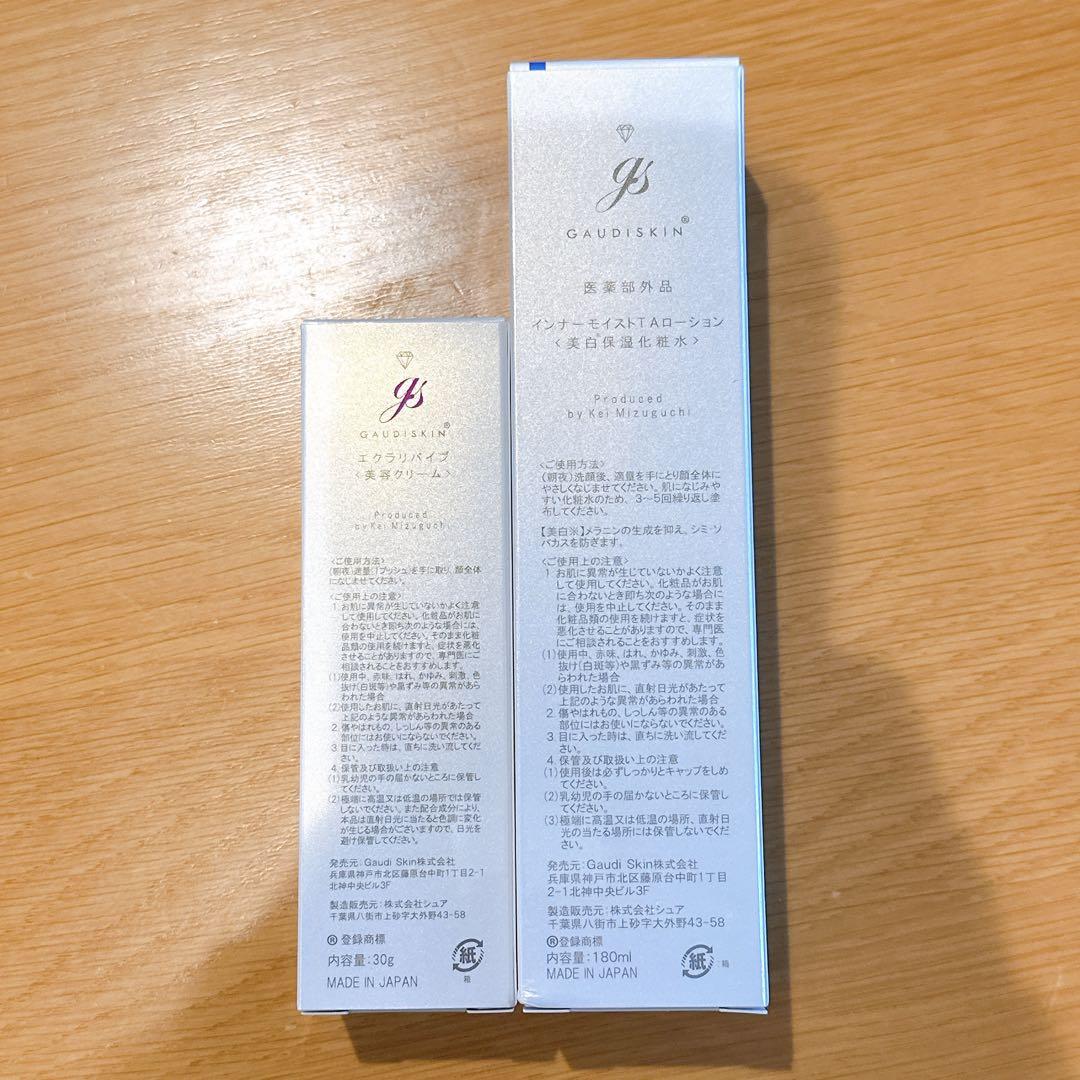 gs
GAUDISKIN®
エクラリバイブ
<美容クリーム>
Produced
by Kei Mizuguchi
<ご使用方法>
(朝夜)適量(1プッシュ)を手に取り、顔全体
になじませてください。
<ご使用上の注意>
1. お肌に異常が生じていないかよく注意
して使用してください。化粧品がお肌に
合わないとき即ち次のような場合には、
使用を中止してください。そのまま化粧
品類の使用を続けますと、症状を悪化
させることがありますので、専門医にご
相談されることをおすすめします。
(1)使用中、赤味、はれ、かゆみ、刺激、色
抜け(白斑等)や黒ずみ等の異常があら
われた場合
(2)使用したお肌に、直射日光があたって
上記のような異常があらわれた場合
2. 傷やはれもの、しっしん等の異常のある
部位にはお使いにならないでください。
3. 目に入った時は、直ちに洗い流してくだ
さい。
4. 保管及び取扱い上の注意
(1)乳幼児の手の届かないところに保管し
てください。
(2)極端に高温又は低温の場所では保管
しないでください。また配合成分により、
本品は直射日光に当たると色調に変化
が生じる場合がございますので、日光を
避け保管してください。
発売元:Gaudi Skin株式会社
兵庫県神戸市北区藤原台中町1丁目2-1
北神中央ビル3F
製造販売元:株式会社シュア
千葉県八街市上砂字大外野43-58
®登録商標
内容量:30g
MADE IN JAPAN
紙
箱
gs
GAUDISKIN®
医薬部外品
インナーモイストTAローション
<美白*保湿化粧水>
Produced
by Kei Mizuguchi
<ご使用方法>
(朝夜)洗顔後、適量を手にとり顔全体に
やさしくなじませてください。肌になじみや
すい化粧水のため、3~5回繰り返し塗
布してください。
【美白※】メラニンの生成を抑え、シミ・ソ
バカスを防ぎます。
<ご使用上の注意>
1. お肌に異常が生じていないかよく注意
して使用してください。化粧品がお肌
に合わないとき即ち次のような場合に
は、使用を中止してください。そのまま
化粧品類の使用を続けますと、症状を
悪化させることがありますので、専門医
にご相談されることをおすすめします。
(1)使用中、赤味、はれ、かゆみ、刺激、色
抜け(白斑等)や黒ずみ等の異常があ
らわれた場合
(2)使用したお肌に、直射日光があたって
上記のような異常があらわれた場合
2. 傷やはれもの、しっしん等の異常のある
部位にはお使いにならないでください。
3. 目に入った時は、直ちに洗い流してくだ
さい。
4. 保管及び取扱い上の注意
(1)使用後は必ずしっかりとキャップをしめ
てください。
(2)乳幼児の手の届かないところに保管し
てください。
(3)極端に高温又は低温の場所、直射日
光の当たる場所には保管しないでくだ
さい。
発売元:Gaudi Skin株式会社
兵庫県神戸市北区藤原台中町1丁目
2-1北神中央ビル3F
製造販売元:株式会社シュア
千葉県八街市上砂字大外野43-58
®登録商標
内容量:180ml
MADE IN JAPAN
紙
箱